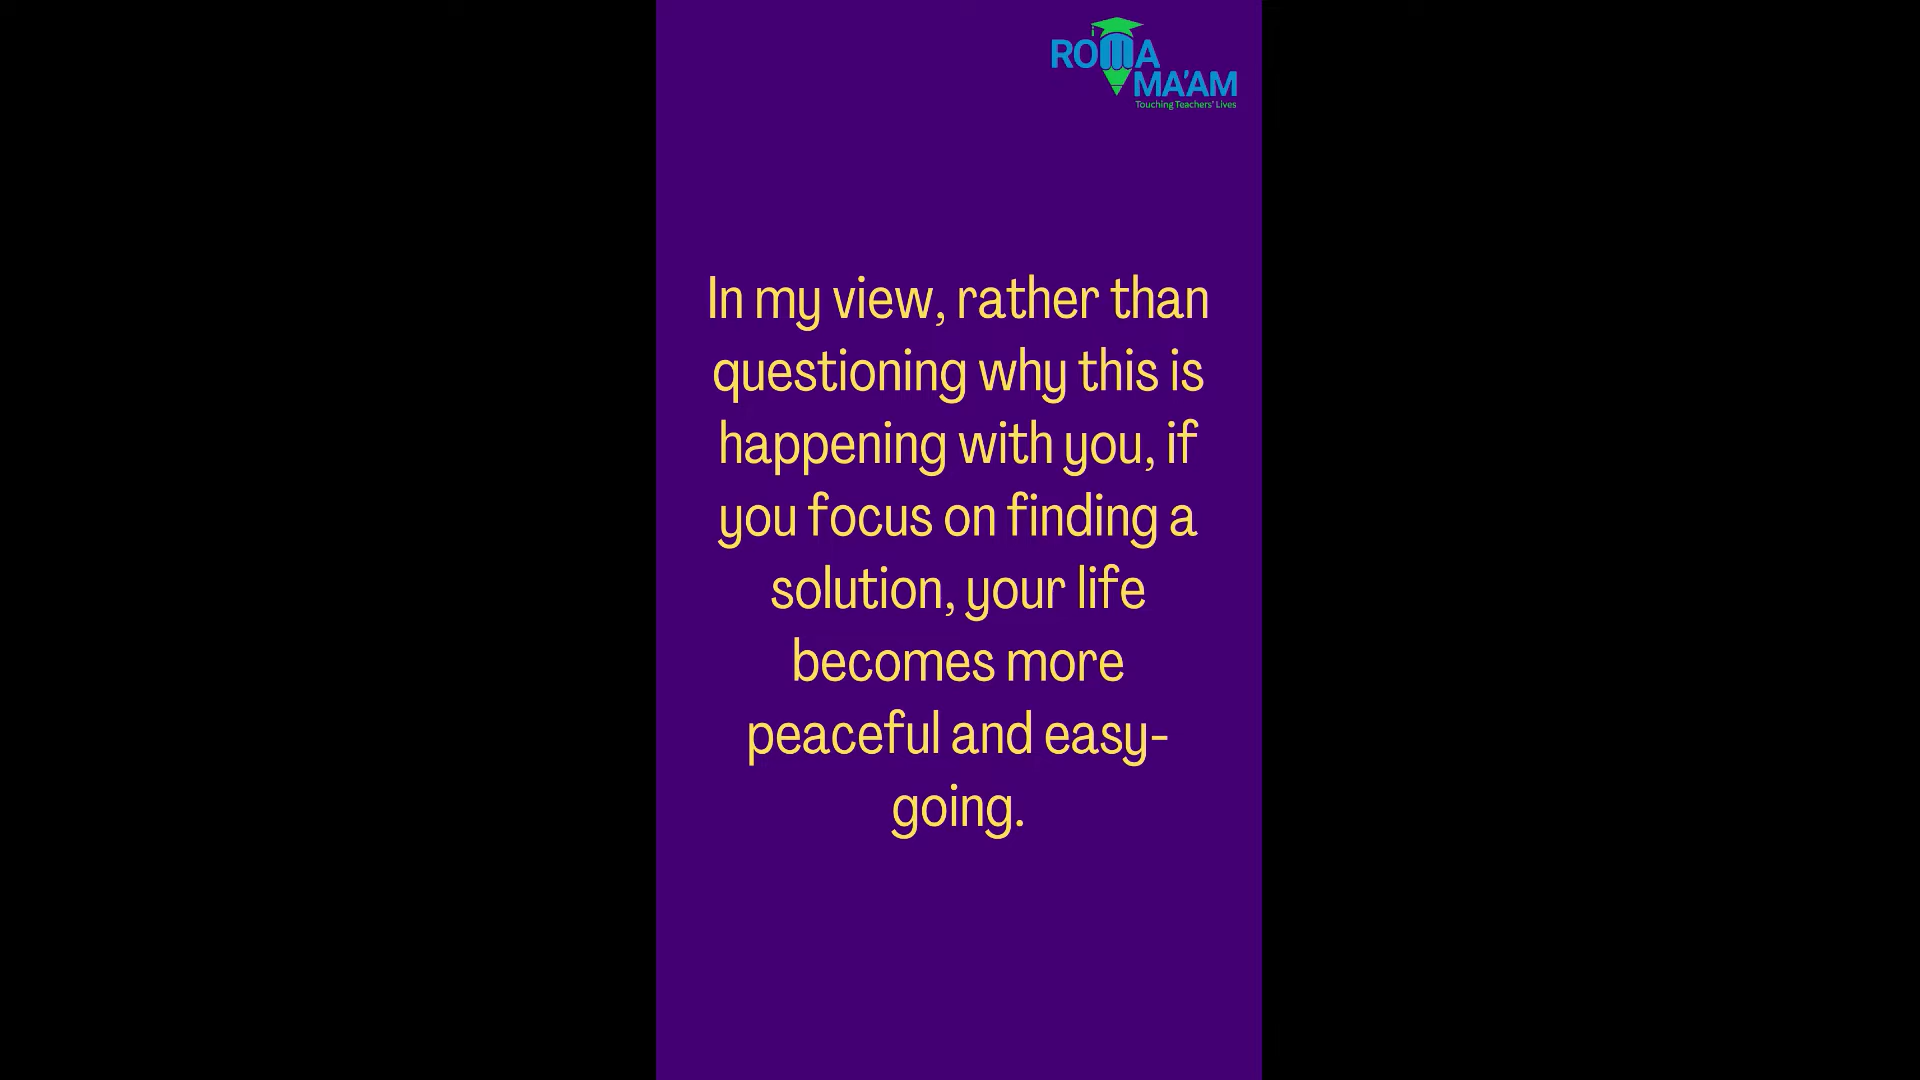 ROMA
MA'AM
Touching Teachers' Lives
In my view, rather than
questioning why this is
happening with you, if
you focus on finding a
solution, your life
becomes more
peaceful and easy-
going.